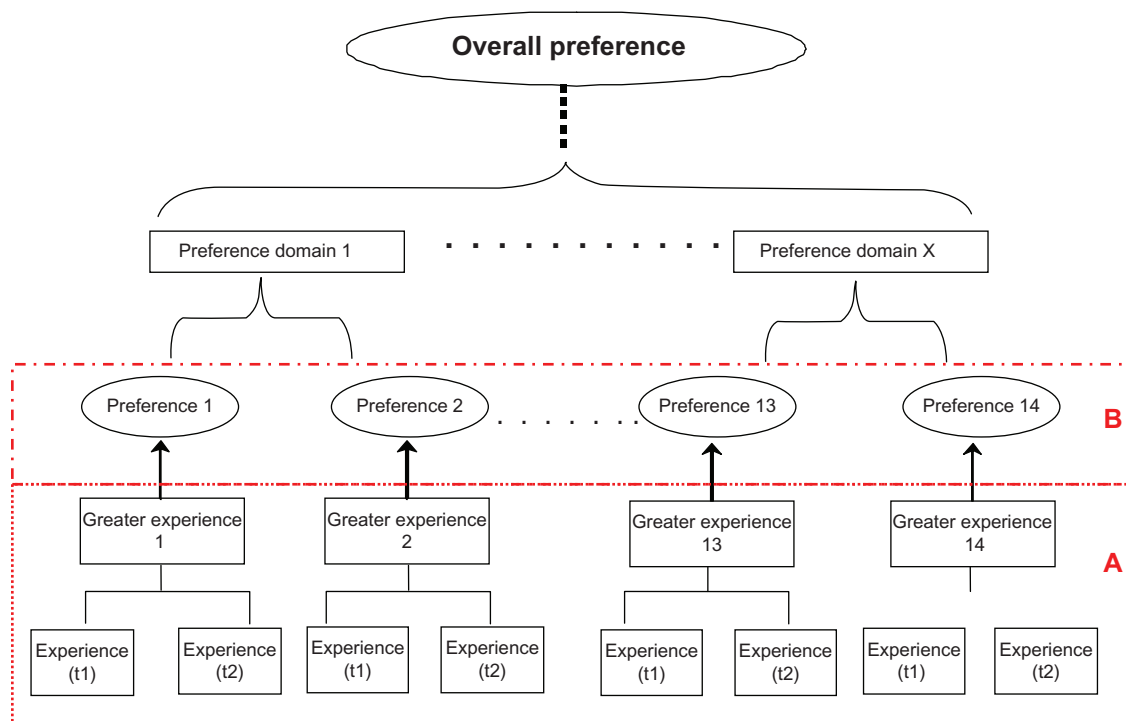 Overall preference
Preference domain 1
Preference domain X
Preference 1
Preference 2
Preference 13
Preference 14
B
Greater experience
1
Greater experience
2
Greater experience
13
Greater experience
14
A
Experience
(t1)
Experience
(t2)
Experience
(t1)
Experience
(t2)
Experience
(t1)
Experience
(t2)
Experience
(t1)
Experience
(t2)